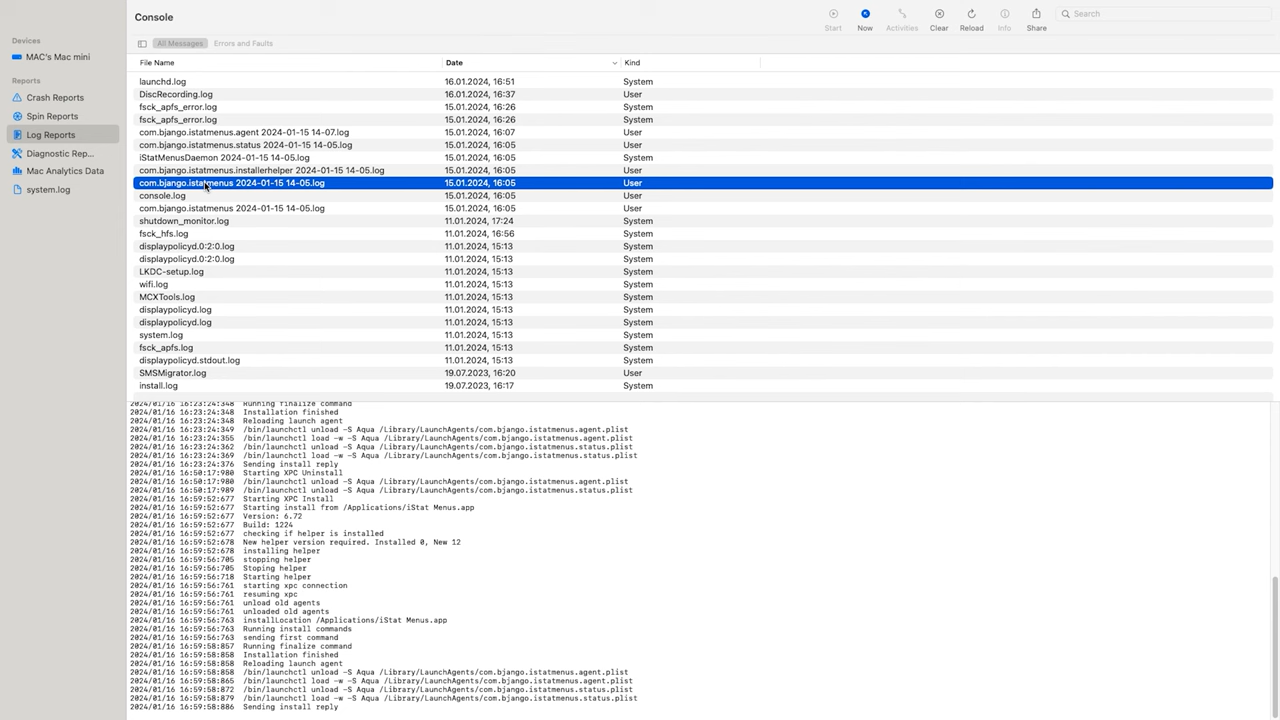 Console
Start
Now
Activities
Clear
Reload
Info
Share
Search
All Messages
Errors and Faults
Devices
MAC's Mac mini
Reports
Crash Reports
Spin Reports
Log Reports
Diagnostic Rep...
Mac Analytics Data
system.log
File Name Date Kind
launchd.log 16.01.2024, 16:51 System
DiscRecording.log 16.01.2024, 16:37 User
fsck_apfs_error.log 15.01.2024, 16:26 System
fsck_apfs_error.log 15.01.2024, 16:26 System
com.bjango.istatmenus.agent 2024-01-15 14-07.log 15.01.2024, 16:07 User
com.bjango.istatmenus.status 2024-01-15 14-05.log 15.01.2024, 16:05 User
iStatMenusDaemon 2024-01-15 14-05.log 15.01.2024, 16:05 System
com.bjango.istatmenus.installerhelper 2024-01-15 14-05.log 15.01.2024, 16:05 User
com.bjango.istatmenus 2024-01-15 14-05.log 15.01.2024, 16:05 User
console.log 15.01.2024, 16:05 User
com.bjango.istatmenus 2024-01-15 14-05.log 15.01.2024, 16:05 User
shutdown_monitor.log 11.01.2024, 17:24 System
fsck_hfs.log 11.01.2024, 16:56 System
displaypolicyd.0:2:0.log 11.01.2024, 15:13 System
displaypolicyd.0:2:0.log 11.01.2024, 15:13 System
LKDC-setup.log 11.01.2024, 15:13 System
wifi.log 11.01.2024, 15:13 System
MCXTools.log 11.01.2024, 15:13 System
displaypolicyd.log 11.01.2024, 15:13 System
displaypolicyd.log 11.01.2024, 15:13 System
system.log 11.01.2024, 15:13 System
fsck_apfs.log 11.01.2024, 15:13 System
displaypolicyd.stdout.log 11.01.2024, 15:13 System
SMSMigrator.log 19.07.2023, 16:20 User
install.log 19.07.2023, 16:17 System
2024/01/16 16:23:24:348 Running finalize command
2024/01/16 16:23:24:348 Installation finished
2024/01/16 16:23:24:348 Reloading launch agent
2024/01/16 16:23:24:349 /bin/launchctl unload -S Aqua /Library/LaunchAgents/com.bjango.istatmenus.agent.plist
2024/01/16 16:23:24:355 /bin/launchctl load -w -S Aqua /Library/LaunchAgents/com.bjango.istatmenus.agent.plist
2024/01/16 16:23:24:362 /bin/launchctl unload -S Aqua /Library/LaunchAgents/com.bjango.istatmenus.status.plist
2024/01/16 16:23:24:369 /bin/launchctl load -w -S Aqua /Library/LaunchAgents/com.bjango.istatmenus.status.plist
2024/01/16 16:23:24:376 Sending install reply
2024/01/16 16:50:17:980 Starting XPC Uninstall
2024/01/16 16:50:17:980 /bin/launchctl unload -S Aqua /Library/LaunchAgents/com.bjango.istatmenus.agent.plist
2024/01/16 16:50:17:989 /bin/launchctl unload -S Aqua /Library/LaunchAgents/com.bjango.istatmenus.status.plist
2024/01/16 16:59:52:677 Starting XPC Install
2024/01/16 16:59:52:677 Starting install from /Applications/iStat Menus.app
2024/01/16 16:59:52:677 Version: 6.72
2024/01/16 16:59:52:677 Build: 1224
2024/01/16 16:59:52:677 checking if helper is installed
2024/01/16 16:59:52:678 New helper version required. Installed 0, New 12
2024/01/16 16:59:52:678 installing helper
2024/01/16 16:59:56:705 stopping helper
2024/01/16 16:59:56:705 Stoping helper
2024/01/16 16:59:56:718 Starting helper
2024/01/16 16:59:56:761 starting xpc connection
2024/01/16 16:59:56:761 resuming xpc
2024/01/16 16:59:56:761 unload old agents
2024/01/16 16:59:56:761 unloaded old agents
2024/01/16 16:59:56:763 installLocation /Applications/iStat Menus.app
2024/01/16 16:59:56:763 Running install commands
2024/01/16 16:59:56:763 sending first command
2024/01/16 16:59:58:857 Running finalize command
2024/01/16 16:59:58:858 Installation finished
2024/01/16 16:59:58:858 Reloading launch agent
2024/01/16 16:59:58:858 /bin/launchctl unload -S Aqua /Library/LaunchAgents/com.bjango.istatmenus.agent.plist
2024/01/16 16:59:58:865 /bin/launchctl load -w -S Aqua /Library/LaunchAgents/com.bjango.istatmenus.agent.plist
2024/01/16 16:59:58:872 /bin/launchctl unload -S Aqua /Library/LaunchAgents/com.bjango.istatmenus.status.plist
2024/01/16 16:59:58:879 /bin/launchctl load -w -S Aqua /Library/LaunchAgents/com.bjango.istatmenus.status.plist
2024/01/16 16:59:58:886 Sending install reply